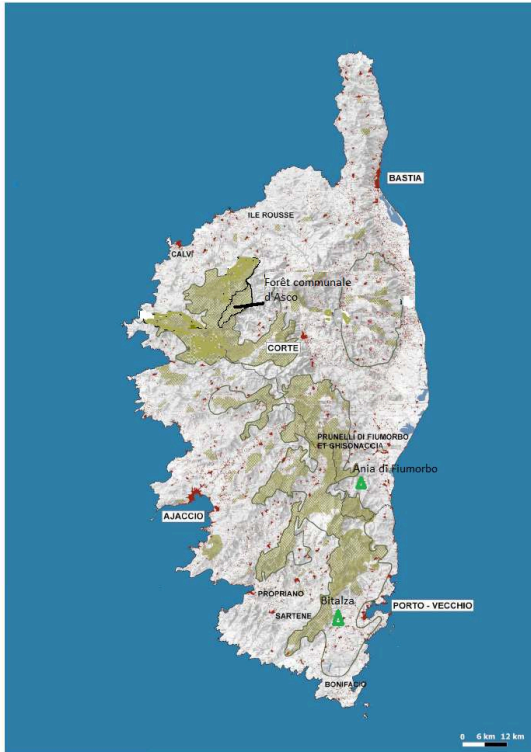 BASTIA
ILE ROUSSE
CALVI
Forêt communale
d'Asco
CORTE
PRUNELLI DI FIUMORBO
ET GHISONACCIA
Ania di Fiumorbo
AJACCIO
PROPRIANO
Bitalza
PORTO - VECCHIO
SARTENE
BONIFACIO
0 6 km 12 km